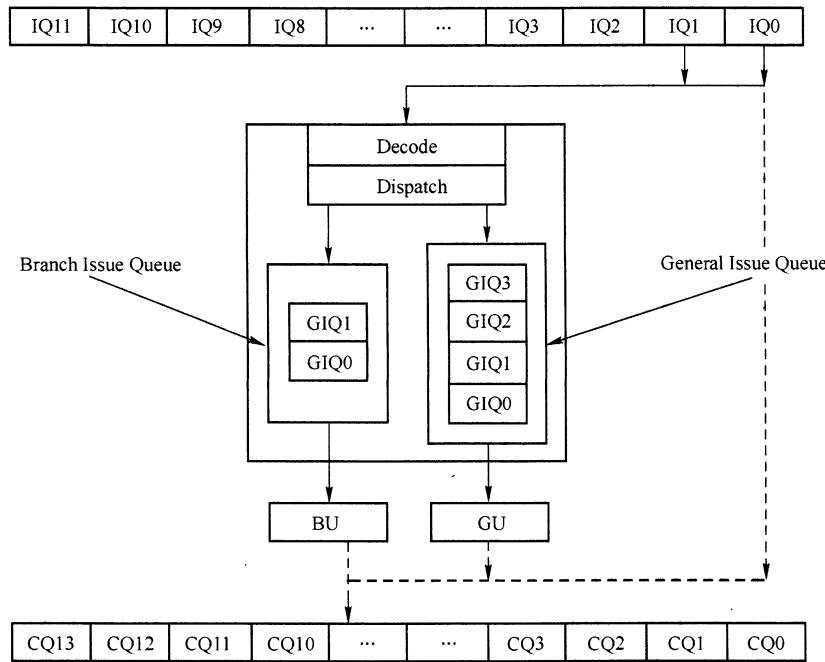 IQ11 IQ10 IQ9 IQ8 ... ... IQ3 IQ2 IQ1 IQ0
Decode
Dispatch
Branch Issue Queue
General Issue Queue
GIQ1
GIQ0
GIQ3
GIQ2
GIQ1
GIQ0
BU
GU
CQ13 CQ12 CQ11 CQ10 ... ... CQ3 CQ2 CQ1 CQ0